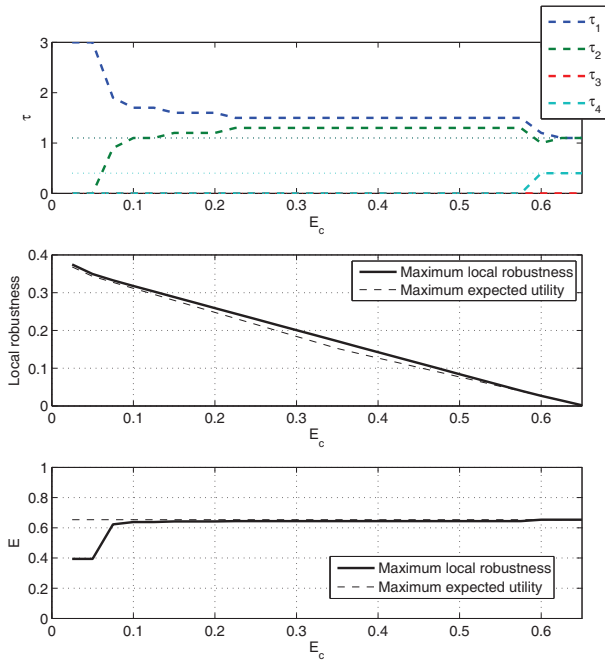 τ1
τ2
τ3
τ4
3
2
1
0
τ
0 0.1 0.2 0.3 0.4 0.5 0.6
Ec
0.4
0.3
0.2
0.1
0
Local robustness
Maximum local robustness
Maximum expected utility
0 0.1 0.2 0.3 0.4 0.5 0.6
Ec
1
0.8
0.6
0.4
0.2
0
E
Maximum local robustness
Maximum expected utility
0 0.1 0.2 0.3 0.4 0.5 0.6
Ec